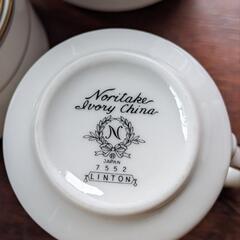 Noritake
Ivory China
N
JAPAN
7552
LINTON